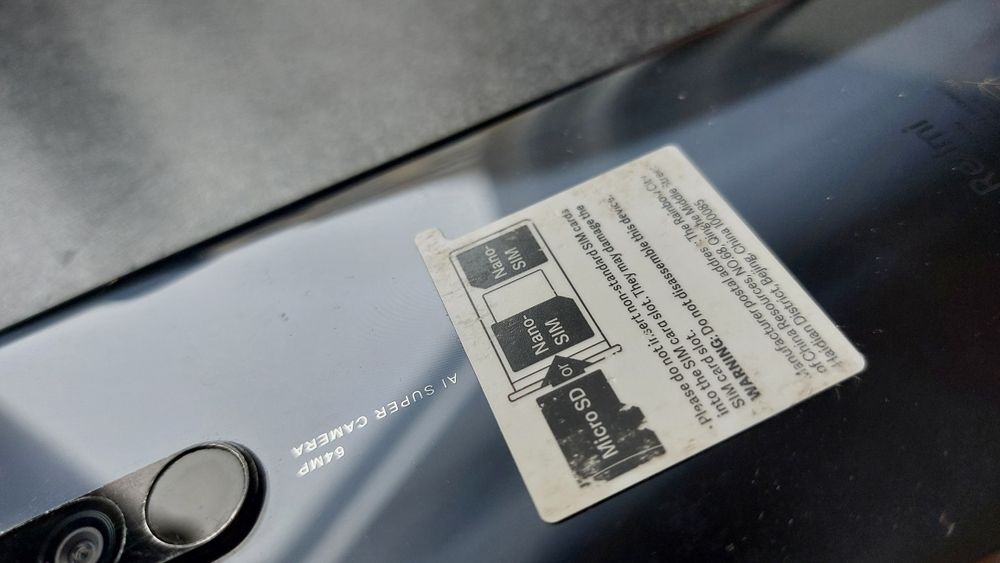 Nano-
SIM
Nano-
SIM
or
Micro SD
• Please do not insert non-standard SIM cards
into the SIM card slot. They may damage the
SIM card slot.
WARNING: Do not disassemble this device.
Manufacturer postal address: The Rainbow City
of China Resources, NO.68, Qinghe Middle Street
Haidian District, Beijing, China 100085
64MP
AI SUPER CAMERA
Redmi